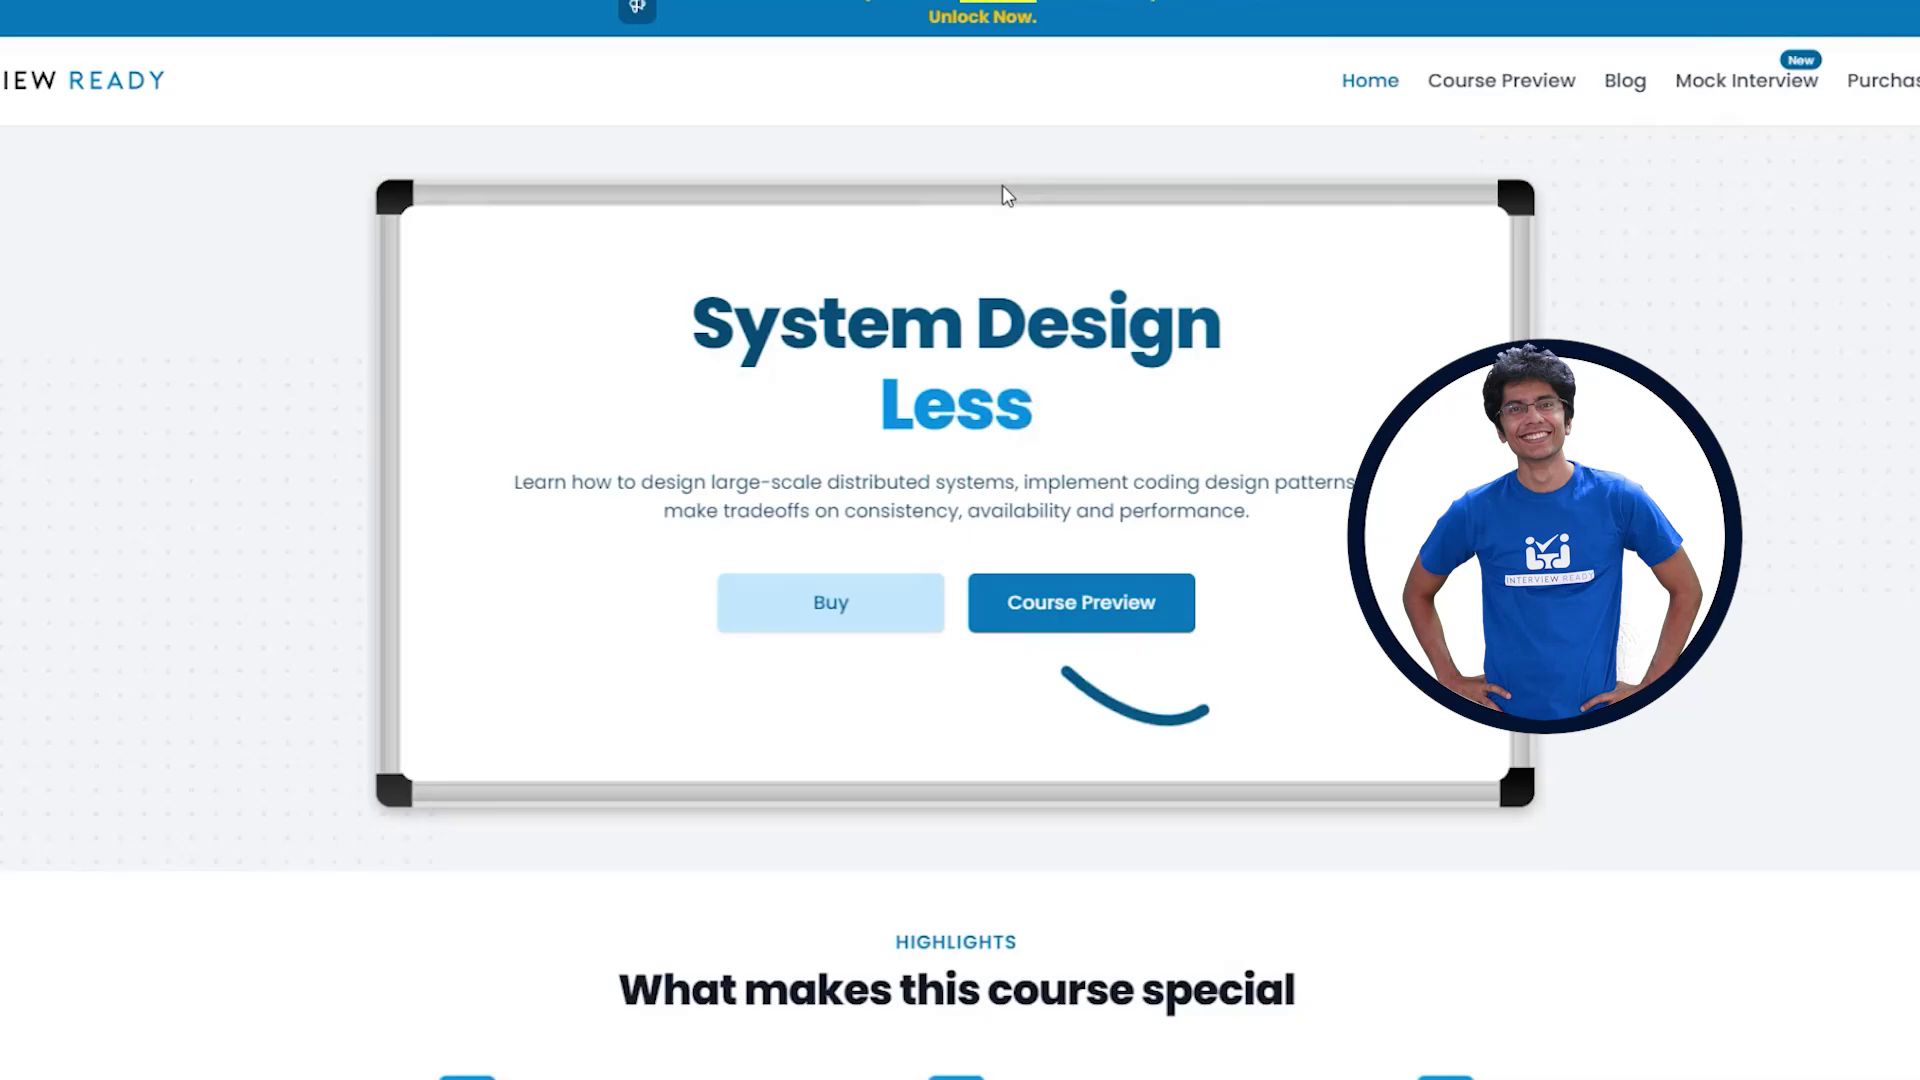 Unlock Now.
IEW READY
Home Course Preview Blog Mock Interview Purchas
New
System Design
Less
Learn how to design large-scale distributed systems, implement coding design patterns
make tradeoffs on consistency, availability and performance.
Buy Course Preview
INTERVIEW READY
HIGHLIGHTS
What makes this course special